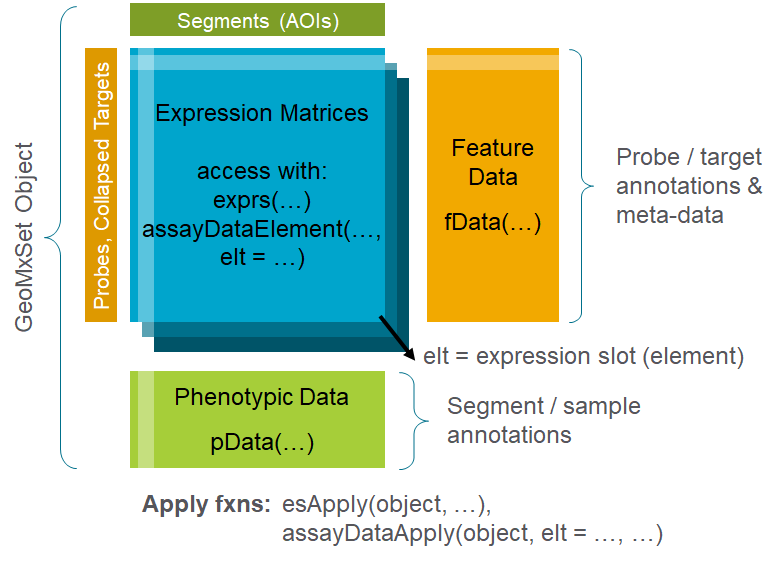 Segments (AOIs)
GeoMxSet Object
Probes, Collapsed Targets
Expression Matrices
access with:
exprs(…)
assayDataElement(…,
elt = …)
Feature
Data
fData(…)
Probe / target
annotations &
meta-data
elt = expression slot (element)
Phenotypic Data
pData(…)
Segment / sample
annotations
Apply fxns: esApply(object, …),
assayDataApply(object, elt = …, …)